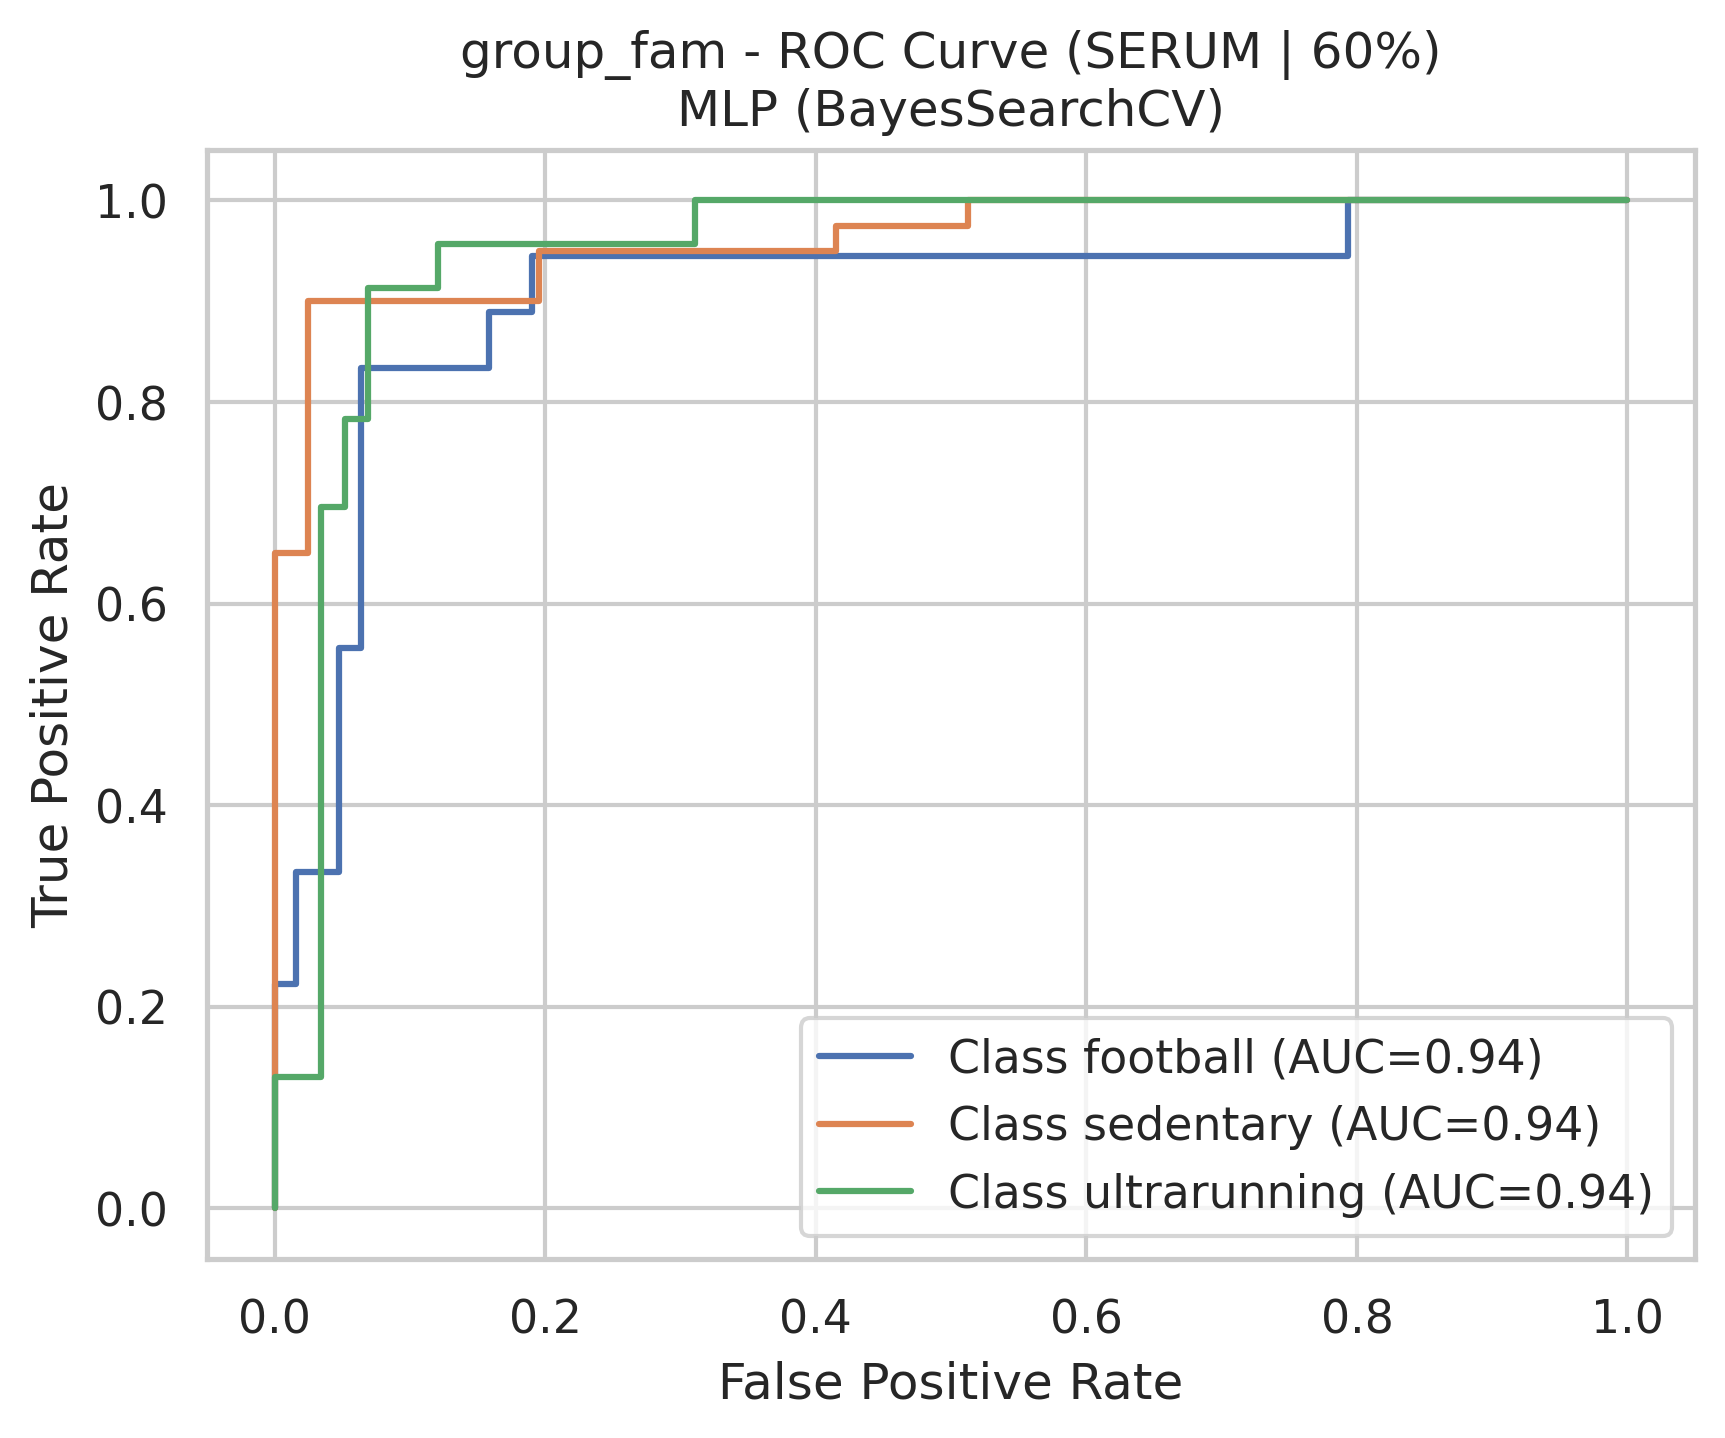 group_fam - ROC Curve (SERUM | 60%)
MLP (BayesSearchCV)
1.0
0.8
0.6
0.4
0.2
0.0
True Positive Rate
Class football (AUC=0.94)
Class sedentary (AUC=0.94)
Class ultrarunning (AUC=0.94)
0.0 0.2 0.4 0.6 0.8 1.0
False Positive Rate